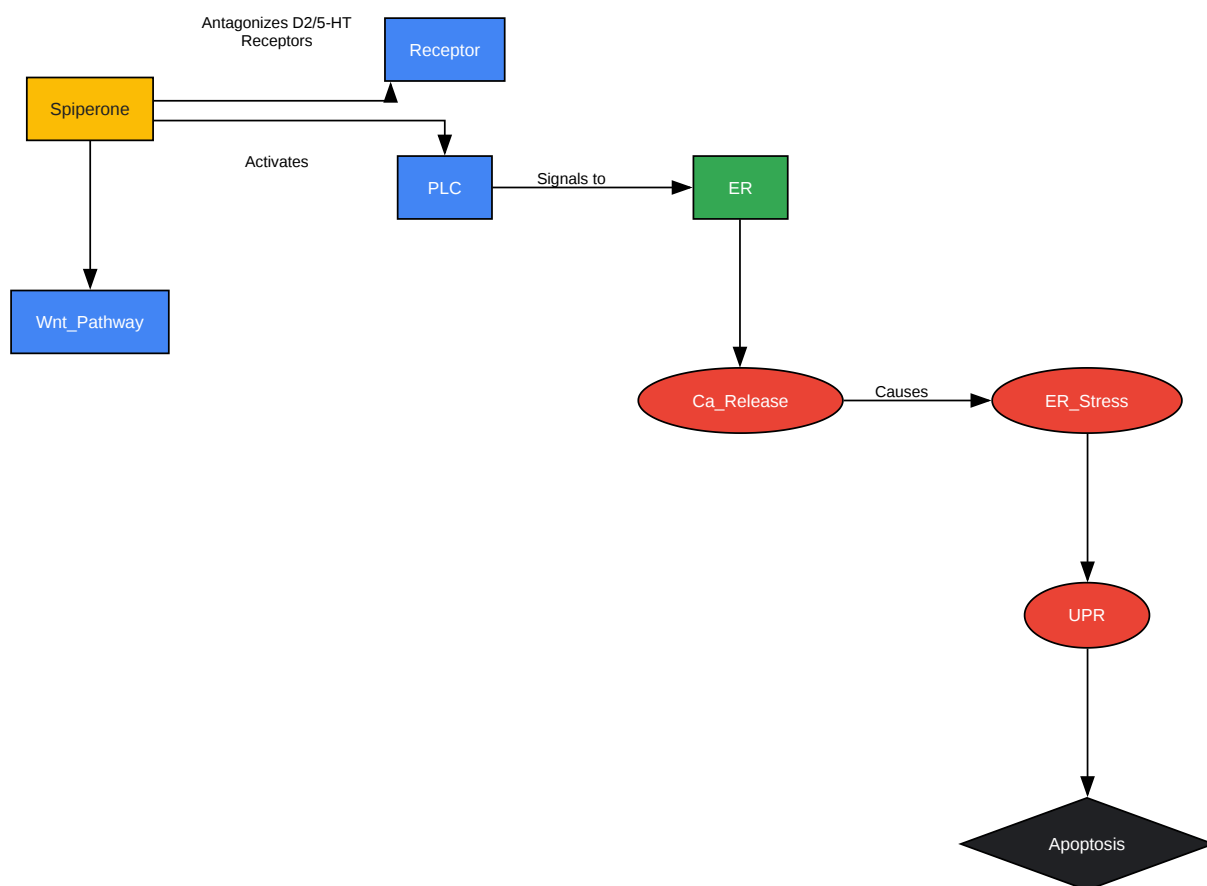 Antagonizes D2/5-HT
Receptors
Receptor
Spiperone
Activates
PLC
Signals to
ER
Wnt_Pathway
Ca_Release
Causes
ER_Stress
UPR
Apoptosis